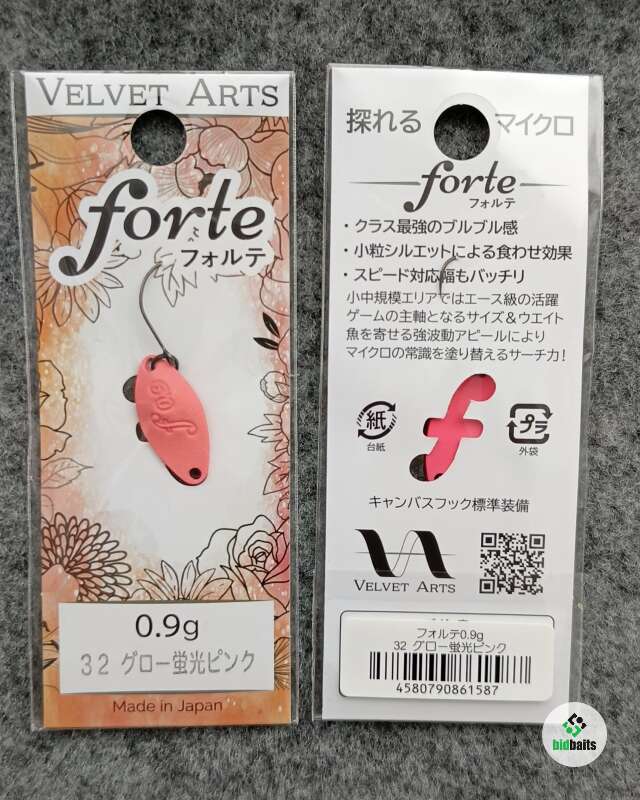 VELVET ARTS
forte
フォルテ
f 09
0.9g
32 グロー蛍光ピンク
Made in Japan
探れる マイクロ
forte
フォルテ
・クラス最強のブルブル感
・小粒シルエットによる食わせ効果
・スピード対応幅もバッチリ
小中規模エリアではエース級の活躍
ゲームの主軸となるサイズ&ウエイト
魚を寄せる強波動アピールにより
マイクロの常識を塗り替えるサーチ力!
紙
台紙
f
プラ
外袋
キャンバスフック標準装備
VELVET ARTS
フォルテ0.9g
32 グロー蛍光ピンク
4580790861587
bidbaits